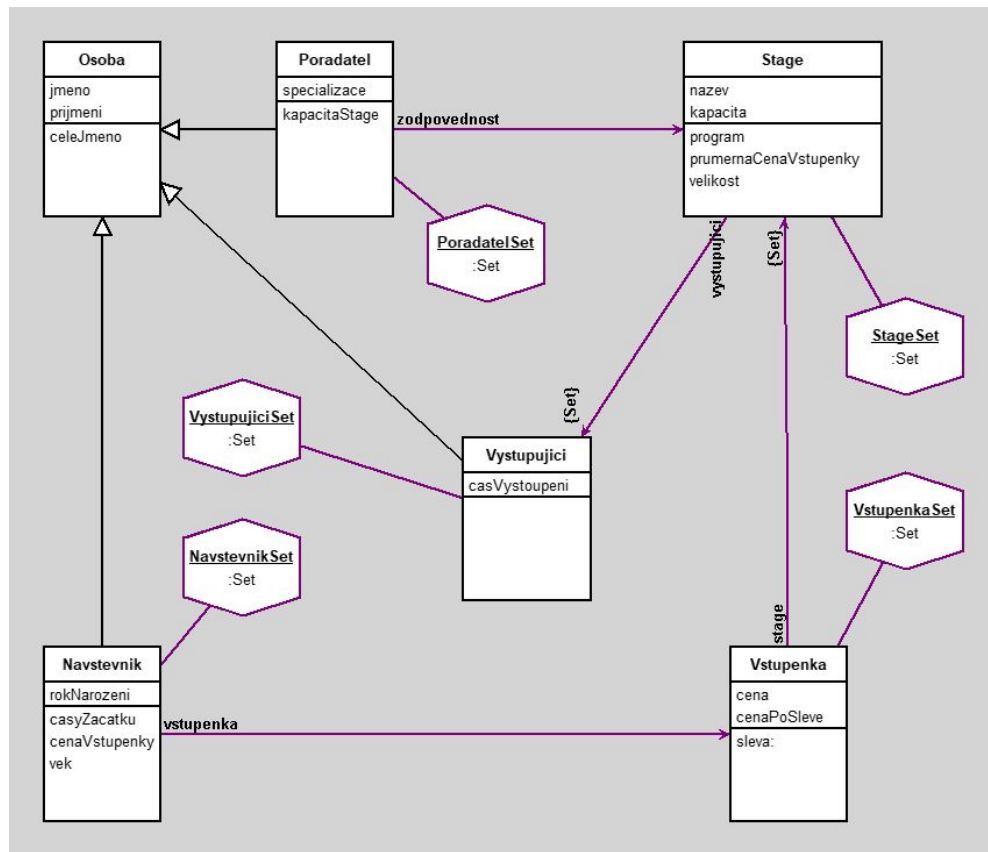 Osoba
jmeno
prijmeni
celeJmeno
Poradatel
specializace
kapacitaStage
zodpovednost
Stage
nazev
kapacita
program
prumernaCenaVstupenky
velikost
PoradatelSet
:Set
vystupujici
{Set}
{Set}
StageSet
:Set
VystupujiciSet
:Set
Vystupujici
casVystoupeni
VstupenkaSet
:Set
NavstevnikSet
:Set
stage
Navstevnik
rokNarozeni
casyZacatku
cenaVstupenky
vek
vstupenka
Vstupenka
cena
cenaPoSleve
sleva: